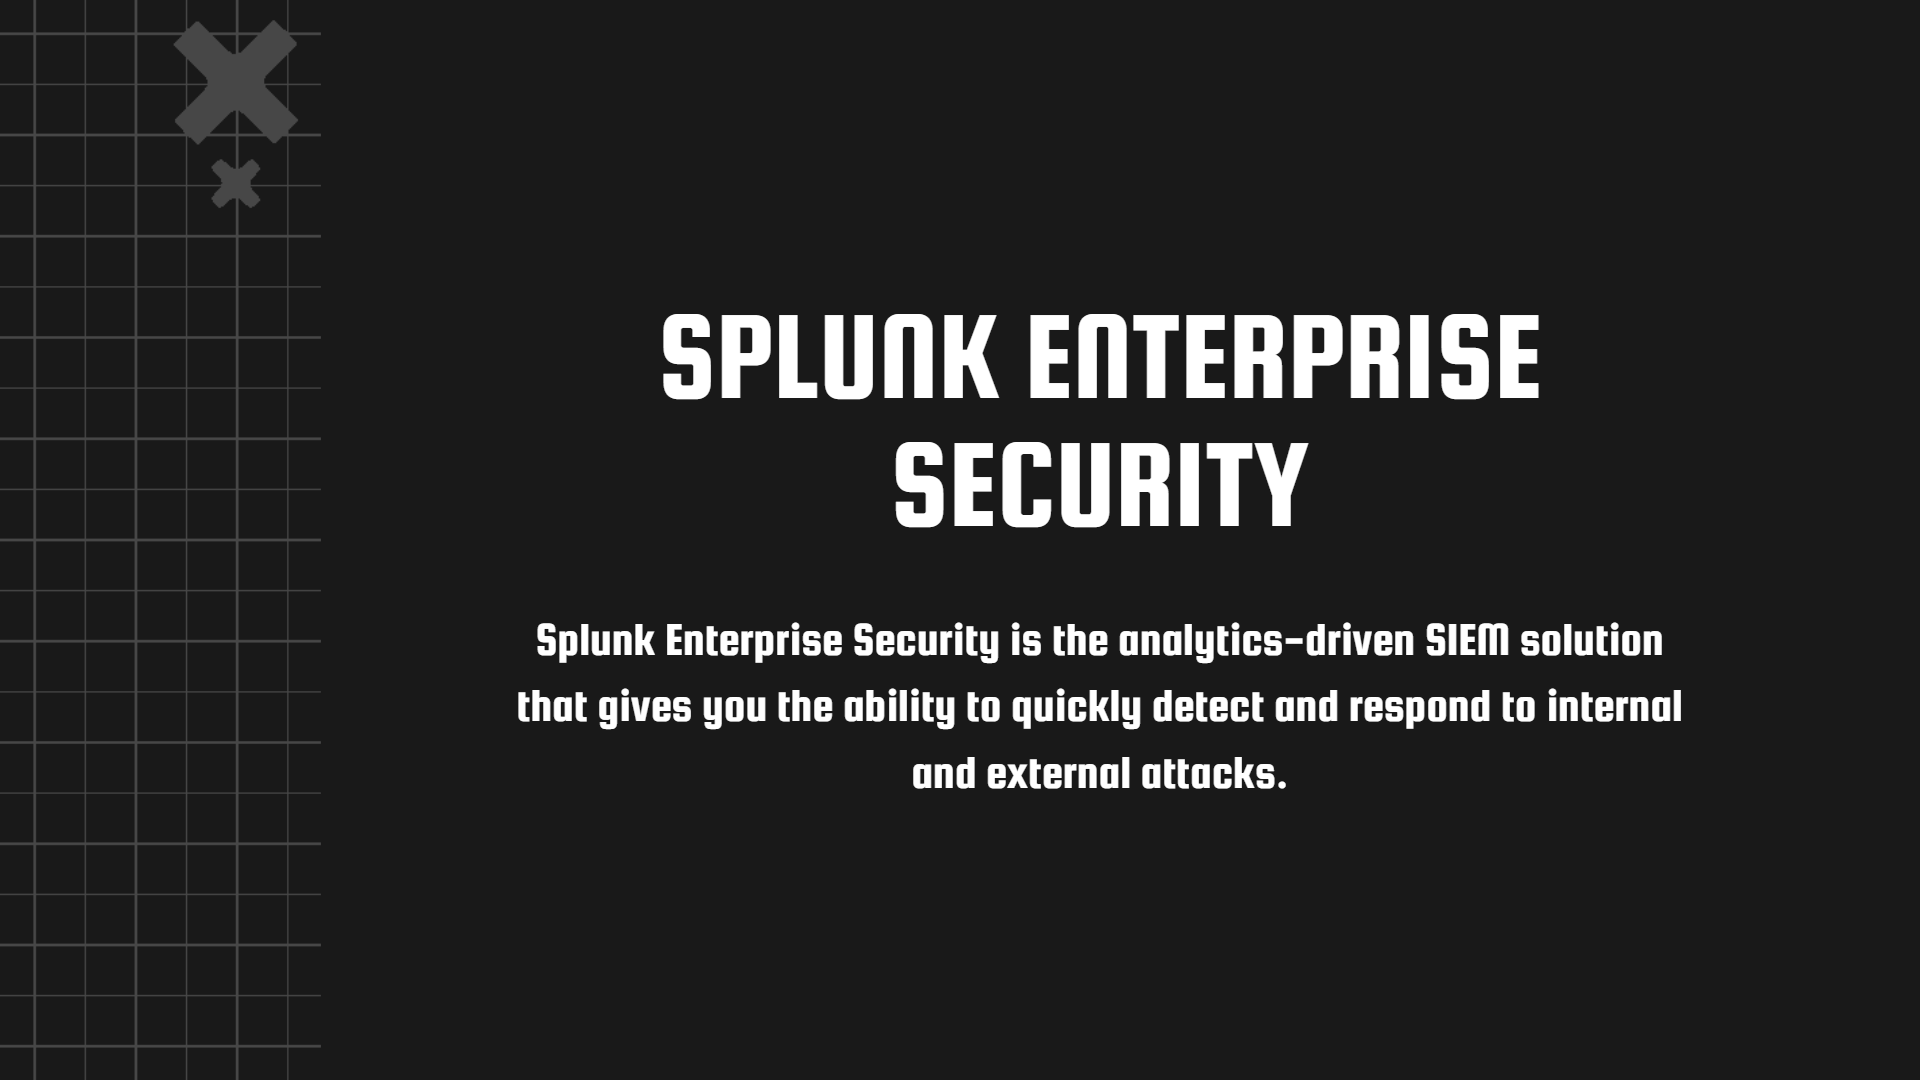 SPLUNK ENTERPRISE
SECURITY
Splunk Enterprise Security is the analytics-driven SIEM solution
that gives you the ability to quickly detect and respond to internal
and external attacks.